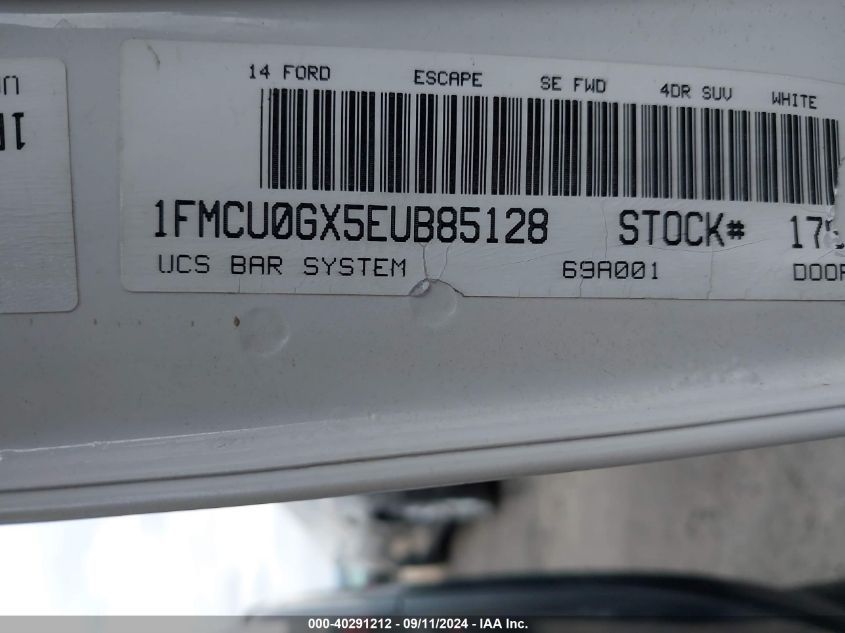 14 FORD ESCAPE SE FWD 4DR SUV WHITE
1FMCU0GX5EUB85128 STOCK#
UCS BAR SYSTEM 69A001
000-40291212 - 09/11/2024 - IAA Inc.